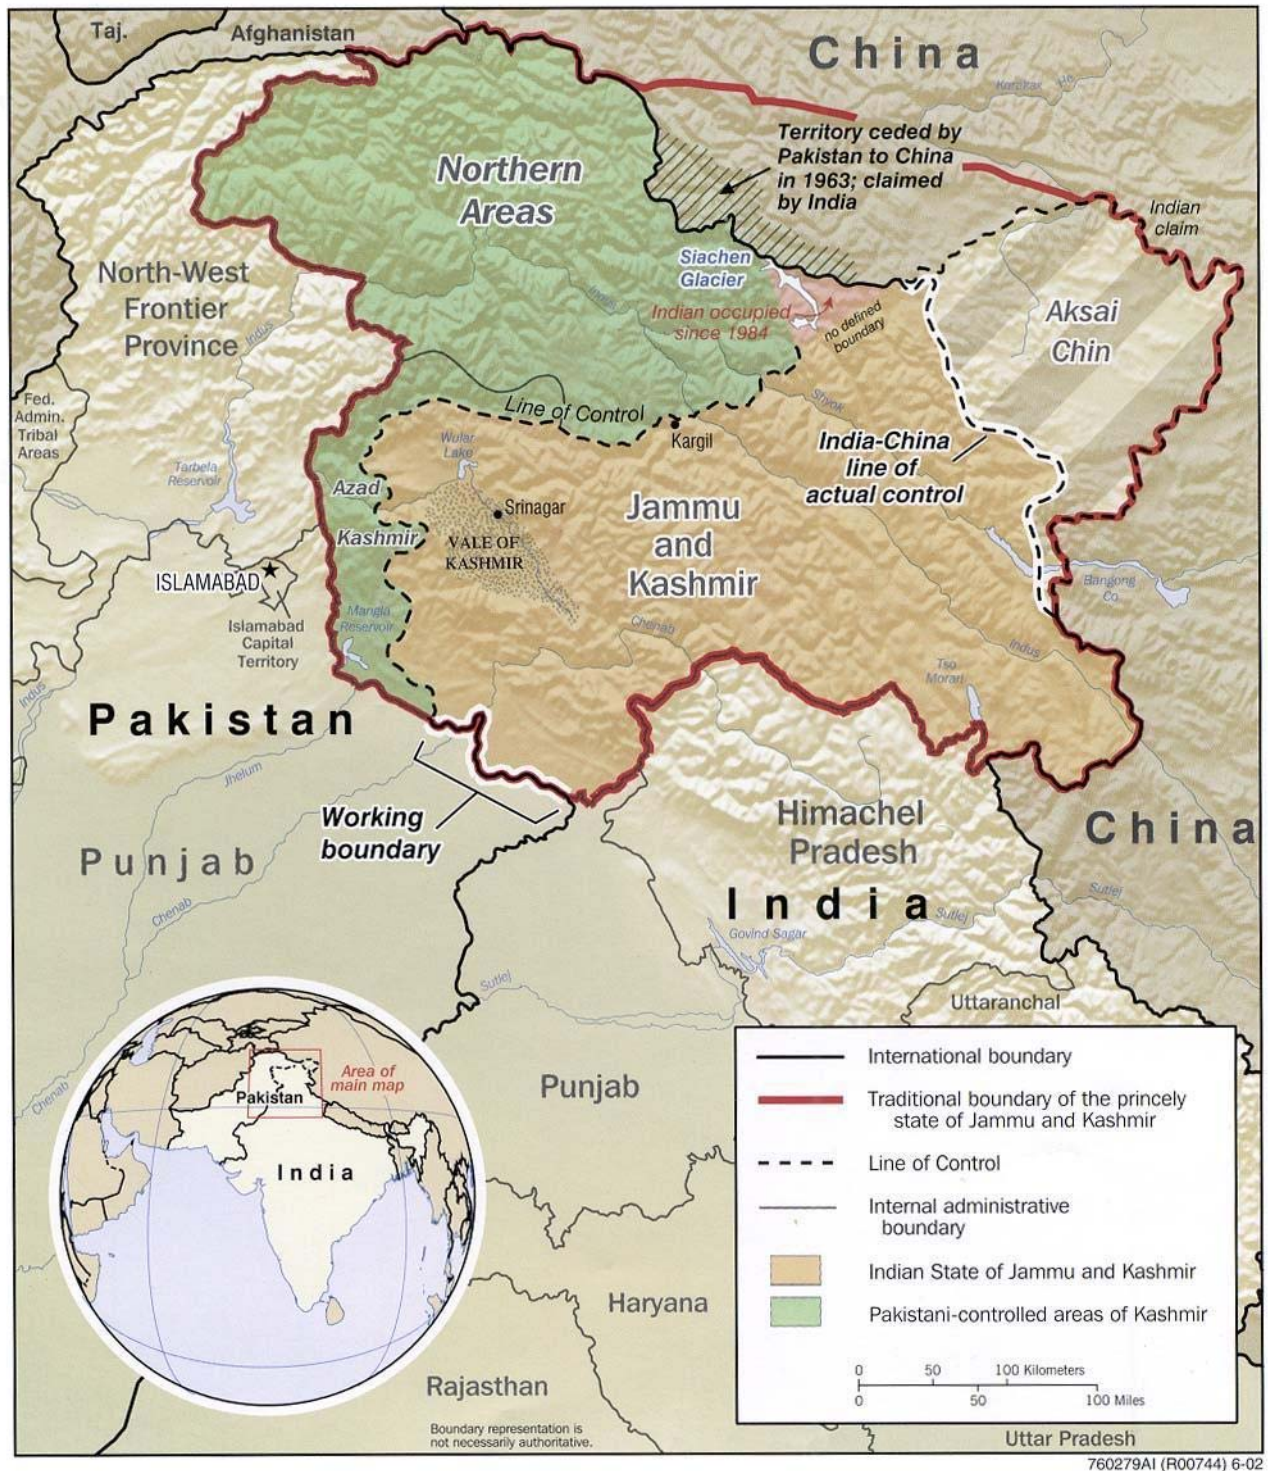 Taj.
Afghanistan
China
Karakax He
Territory ceded by
Pakistan to China
in 1963; claimed
by India
Northern
Areas
Indian
claim
Siachen
Glacier
North-West
Frontier
Province
Indus
Indus
Indian occupied
since 1984
no defined
boundary
Aksai
Chin
Fed.
Admin.
Tribal
Areas
Line of Control
Shyok
Kargil
India-China
line of
actual control
Wular
Lake
Tarbela
Reservoir
Azad
Kashmir
Srinagar
VALE OF
KASHMIR
Jammu
and
Kashmir
ISLAMABAD
Bangong
Co
Mangla
Reservoir
Islamabad
Capital
Territory
Chenab
Indus
Tso
Morari
Indus
Pakistan
Jhelum
Working
boundary
Himachel
Pradesh
China
Punjab
India
Sutlej
Sutlej
Chenab
Govind Sagar
Sutlej
Uttaranchal
Chenab
Area of
main map
Pakistan
India
Punjab
Haryana
Rajasthan
International boundary
Traditional boundary of the princely
state of Jammu and Kashmir
Line of Control
Internal administrative
boundary
Indian State of Jammu and Kashmir
Pakistani-controlled areas of Kashmir
0 50 100 Kilometers
0 50 100 Miles
Boundary representation is
not necessarily authoritative.
Uttar Pradesh
760279AI (R00744) 6-02